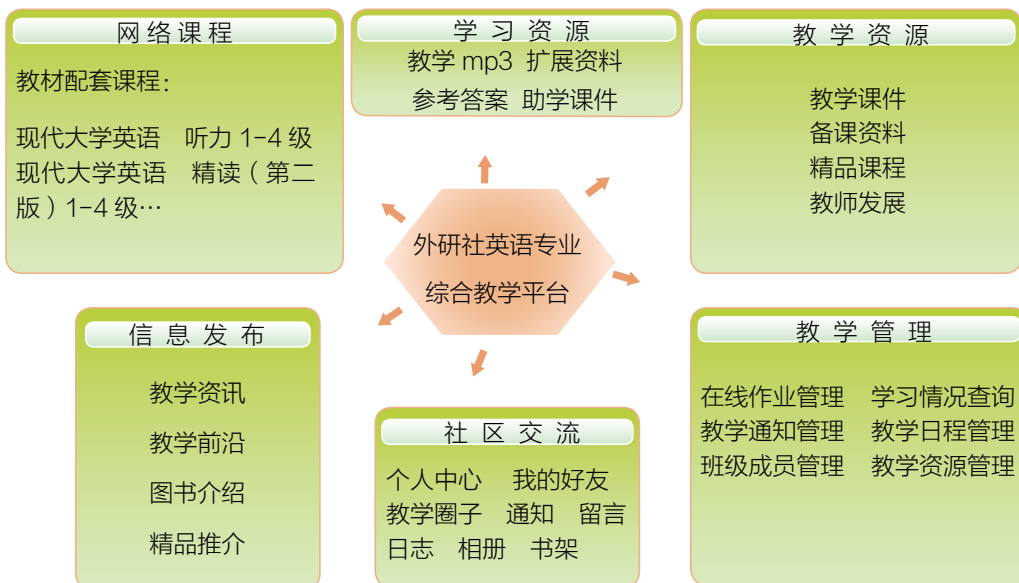 网络课程
教材配套课程：
现代大学英语 听力 1-4 级
现代大学英语 精读（第二
版）1-4 级…
学习资源
教学 mp3 扩展资料
参考答案 助学课件
教学资源
教学课件
备课资料
精品课程
教师发展
外研社英语专业
综合教学平台
信息发布
教学资讯
教学前沿
图书介绍
精品推介
社区交流
个人中心 我的好友
教学圈子 通知 留言
日志 相册 书架
教学管理
在线作业管理 学习情况查询
教学通知管理 教学日程管理
班级成员管理 教学资源管理